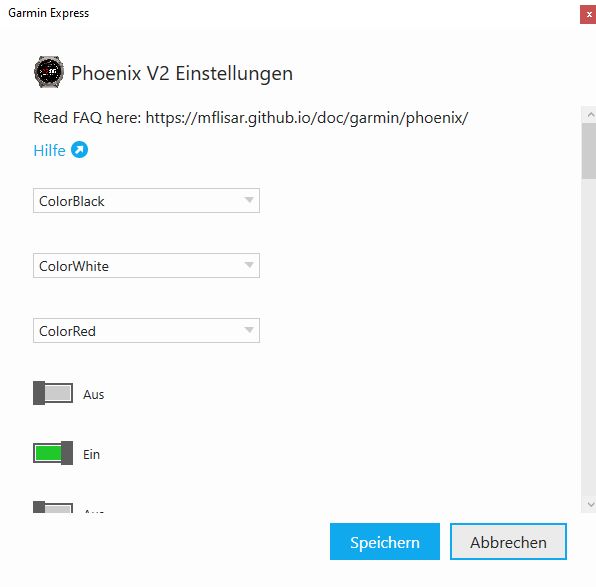 Garmin Express
x
Phoenix V2 Einstellungen
Read FAQ here: https://mflisar.github.io/doc/garmin/phoenix/
Hilfe
ColorBlack
ColorWhite
ColorRed
Aus
Ein
Aus
Speichern
Abbrechen